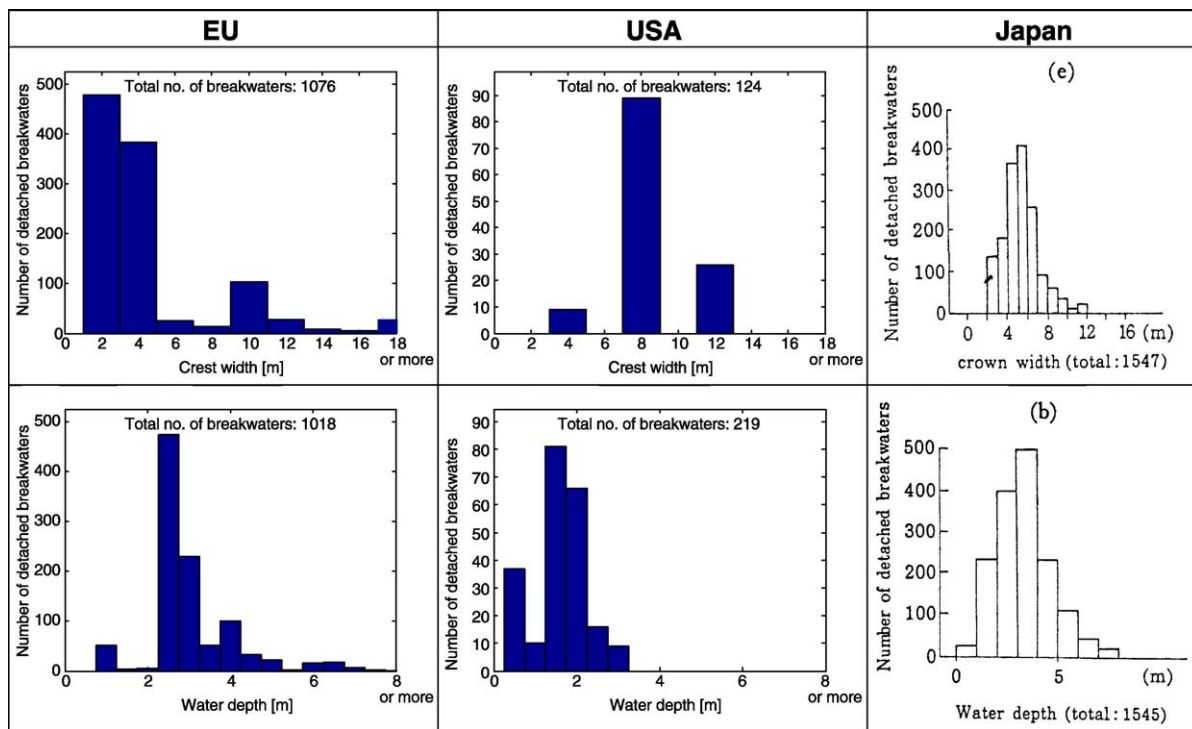 EU
USA
Japan
Number of detached breakwaters
500
400
300
200
100
0
Total no. of breakwaters: 1076
0 2 4 6 8 10 12 14 16 18
or more
Crest width [m]
Number of detached breakwaters
90
80
70
60
50
40
30
20
10
0
Total no. of breakwaters: 124
0 2 4 6 8 10 12 14 16 18
or more
Crest width [m]
(e)
Number of detached breakwaters
500
400
300
200
100
0
0 4 8 12 16 (m)
crown width (total:1547)
Number of detached breakwaters
500
400
300
200
100
0
Total no. of breakwaters: 1018
0 2 4 6 8
or more
Water depth [m]
Number of detached breakwaters
90
80
70
60
50
40
30
20
10
0
Total no. of breakwaters: 219
0 2 4 6 8
or more
Water depth [m]
(b)
Number of detached breakwaters
500
400
300
200
100
0
0 5 (m)
Water depth (total:1545)